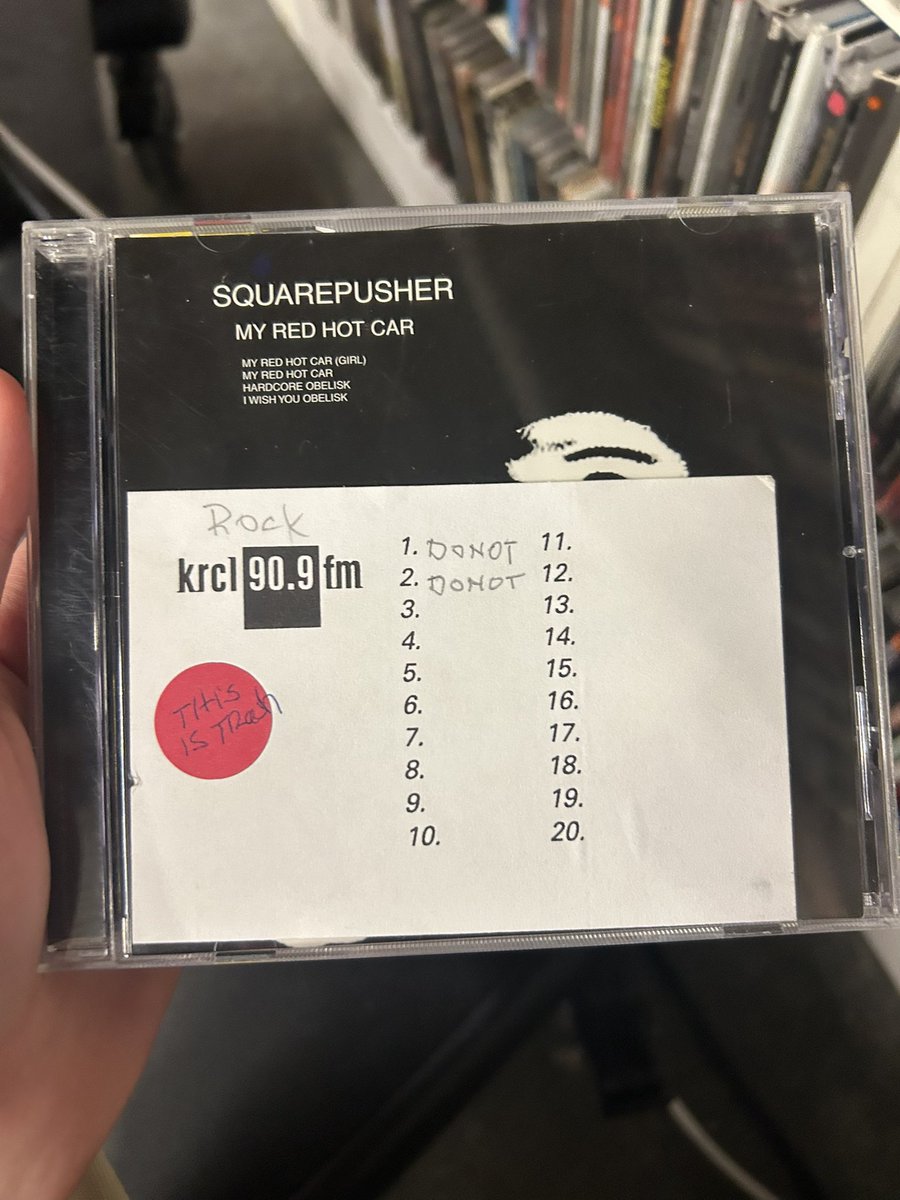 SQUAREPUSHER
MY RED HOT CAR
MY RED HOT CAR (GIRL)
MY RED HOT CAR
HARDCORE OBELISK
I WISH YOU OBELISK
Rock
krcl 90.9 fm
THIS
IS TRash
1. DONOT
2. DONOT
3.
4.
5.
6.
7.
8.
9.
10.
11.
12.
13.
14.
15.
16.
17.
18.
19.
20.